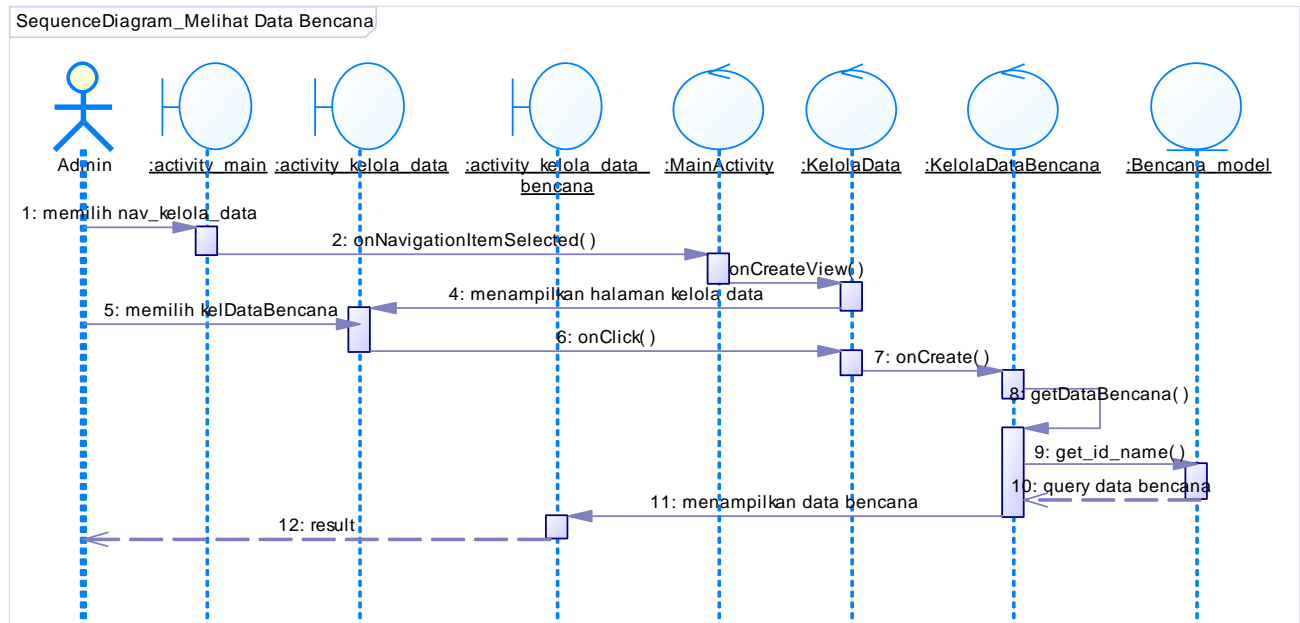 SequenceDiagram_Melihat Data Bencana
Admin
:activity_main
:activity_kelola_data
:activity_kelola_data_
bencana
:MainActivity
:KelolaData
:KelolaDataBencana
:Bencana_model
1: memilih nav_kelola_data
2: onNavigationItemSelected( )
onCreateView( )
4: menampilkan halaman kelola data
5: memilih kelDataBencana
6: onClick( )
7: onCreate( )
8: getDataBencana( )
9: get_id_name( )
10: query data bencana
11: menampilkan data bencana
12: result